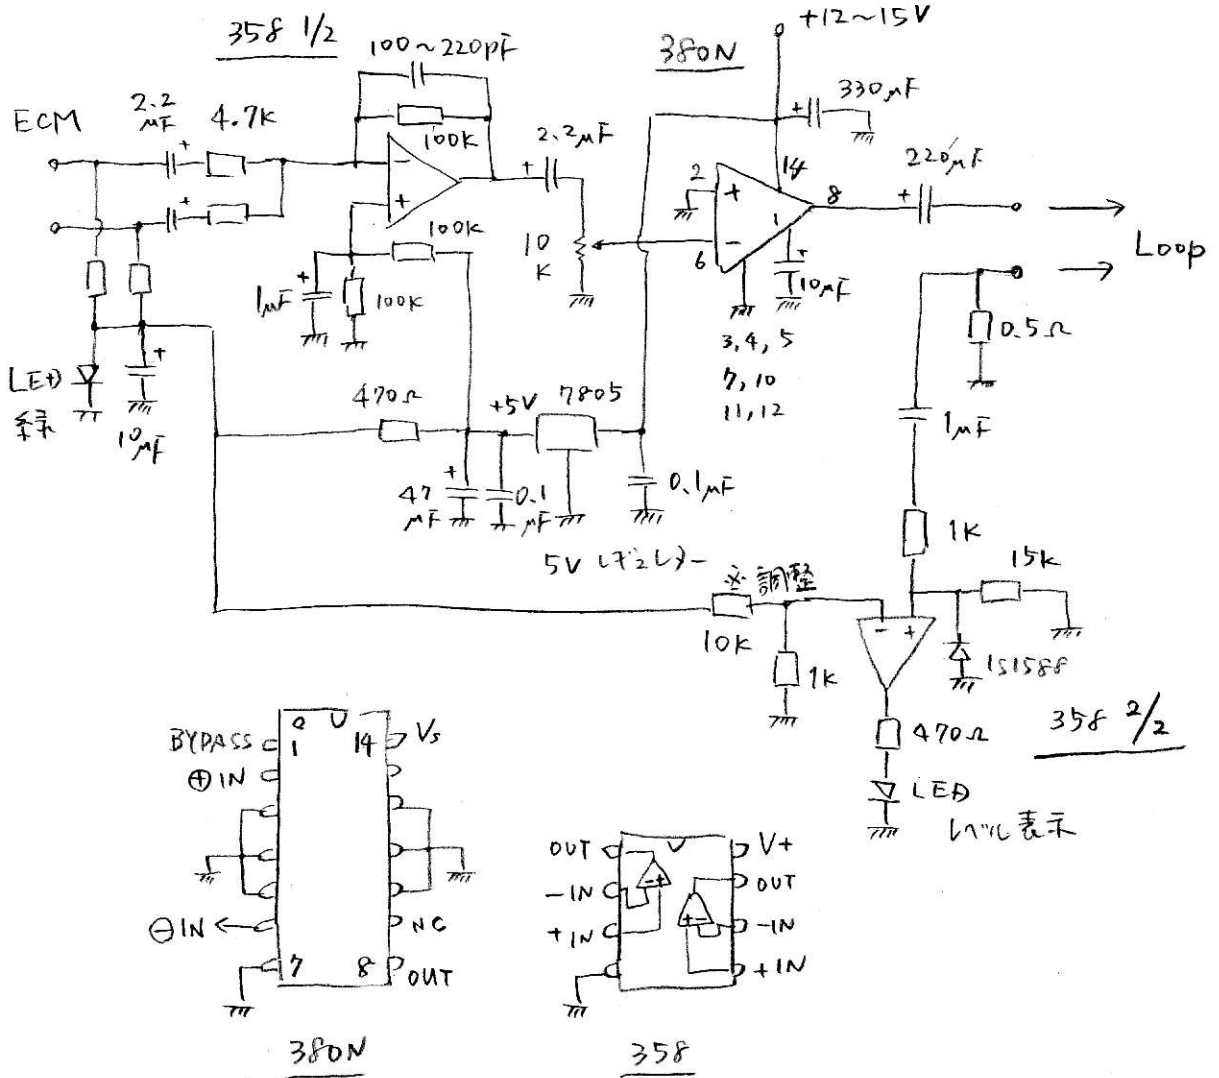 358 1/2
100~220pF
380N
+12~15V
330μF
ECM
2.2
μF
4.7K
100K
2.2μF
220μF
14
2
+
-
1
8
6
10
K
10μF
Loop
-
+
100K
1μF
100K
3, 4, 5
7, 10
11, 12
0.5Ω
LED
緑
10
μF
470Ω
+5V
7805
47
μF
0.1
μF
0.1μF
1μF
5V レギュレター
1K
※調整
15K
10K
1K
-
+
1S1588
358 2/2
470Ω
LED
レベル表示
BYPASS
1
14
Vs
⊕IN
⊖IN
NC
7
8
OUT
380N
OUT
V+
-IN
OUT
+IN
-IN
+IN
- +
+ -
358